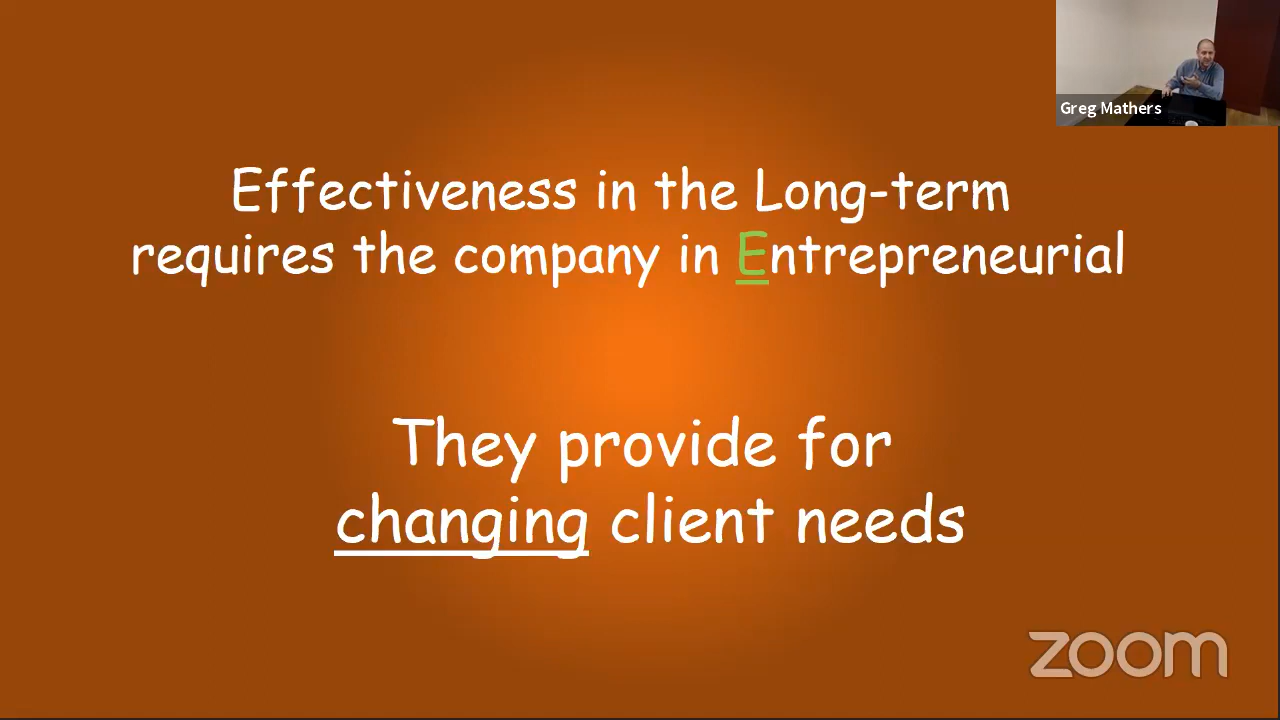 Greg Mathers
Effectiveness in the Long-term
requires the company in Entrepreneurial
They provide for
changing client needs
zoom